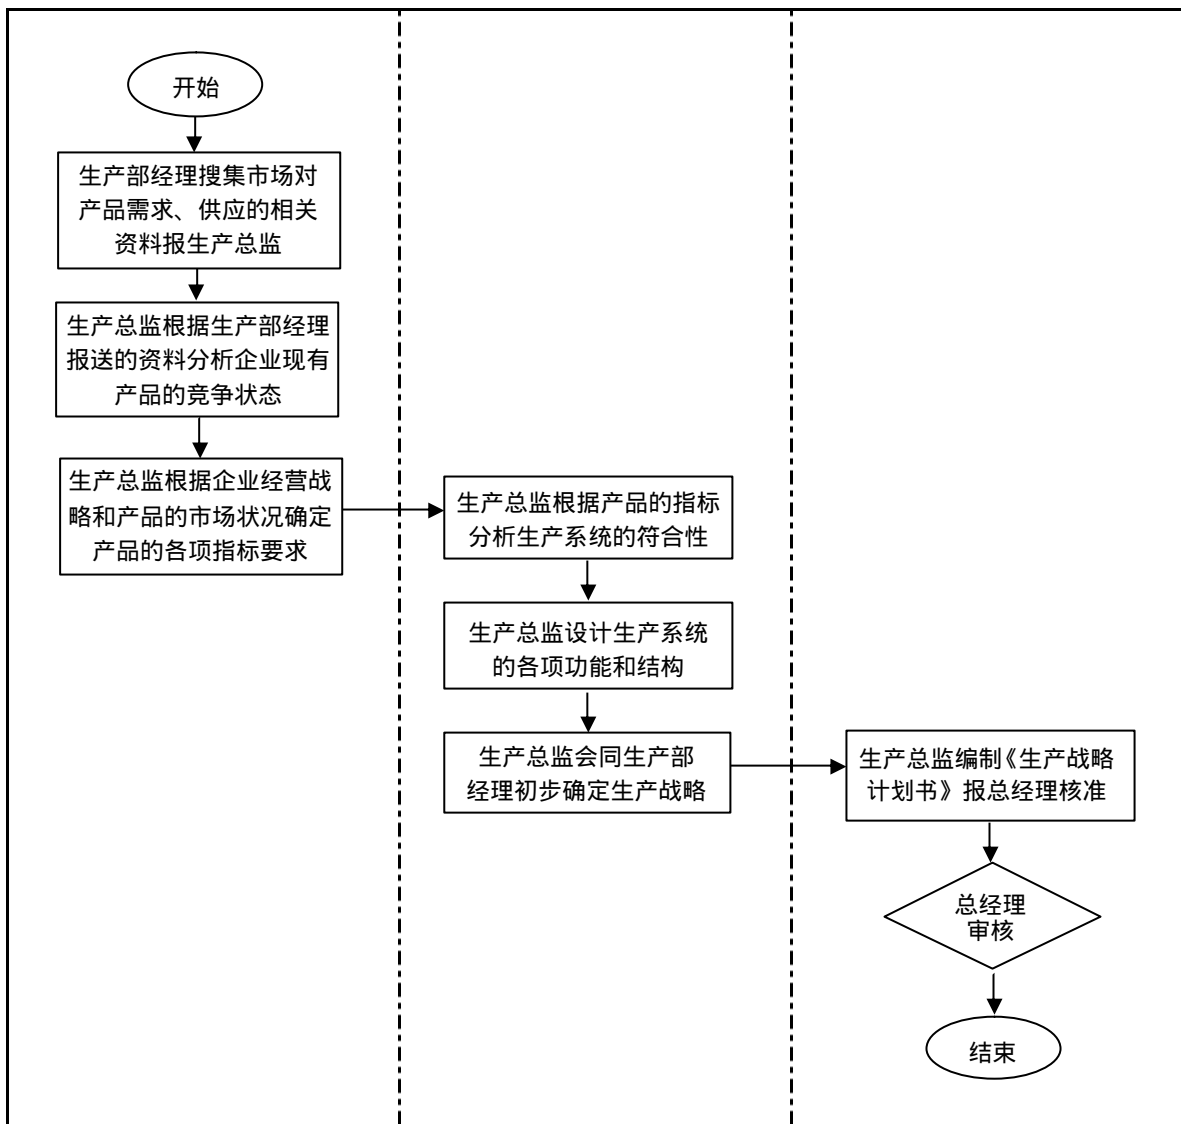 开始
生产部经理搜集市场对
产品需求、供应的相关
资料报生产总监
生产总监根据生产部经理
报送的资料分析企业现有
产品的竞争状态
生产总监根据企业经营战
略和产品的市场状况确定
产品的各项指标要求
生产总监根据产品的指标
分析生产系统的符合性
生产总监设计生产系统
的各项功能和结构
生产总监会同生产部
经理初步确定生产战略
生产总监编制《生产战略
计划书》报总经理核准
总经理
审核
结束